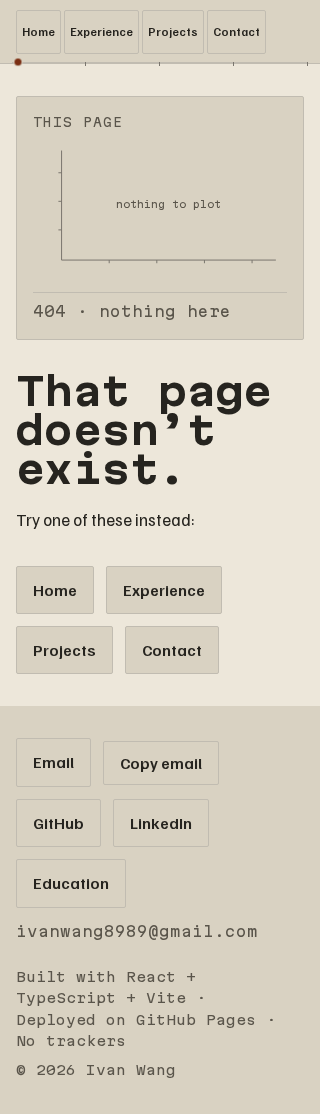 Home Experience Projects Contact
THIS PAGE
nothing to plot
404 · nothing here
That page
doesn’t
exist.
Try one of these instead:
Home Experience
Projects Contact
Email Copy email
GitHub LinkedIn
Education
ivanwang8989@gmail.com
Built with React +
TypeScript + Vite ·
Deployed on GitHub Pages ·
No trackers
© 2026 Ivan Wang